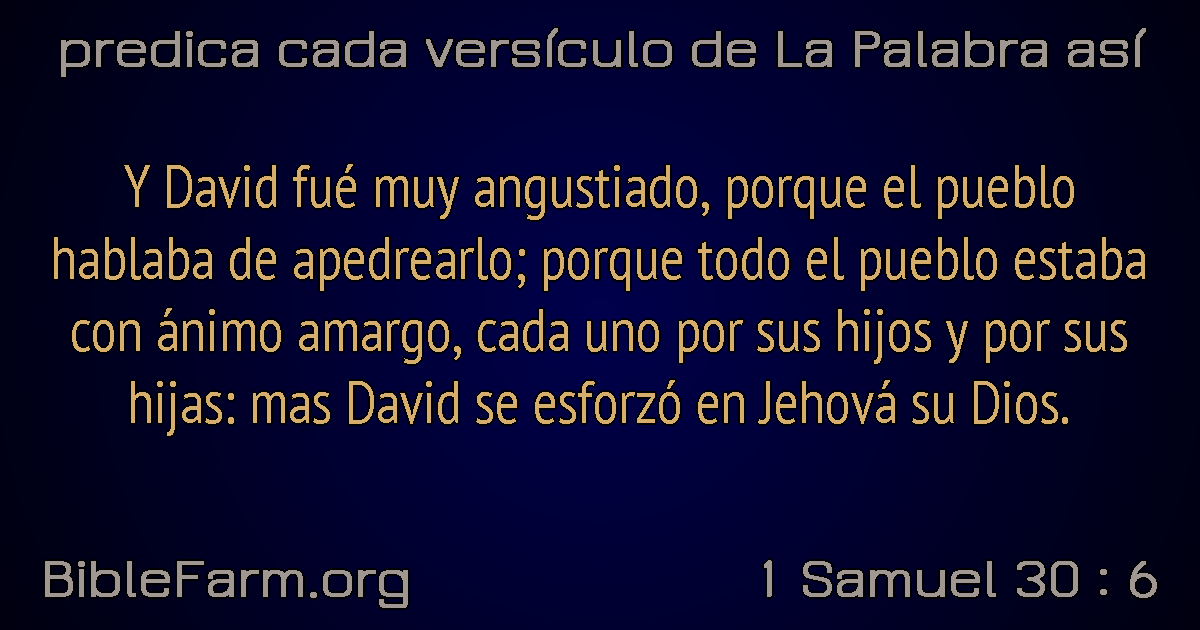 predica cada versículo de La Palabra así
Y David fué muy angustiado, porque el pueblo
hablaba de apedrearlo; porque todo el pueblo estaba
con ánimo amargo, cada uno por sus hijos y por sus
hijas: mas David se esforzó en Jehová su Dios.
BibleFarm.org
1 Samuel 30 : 6